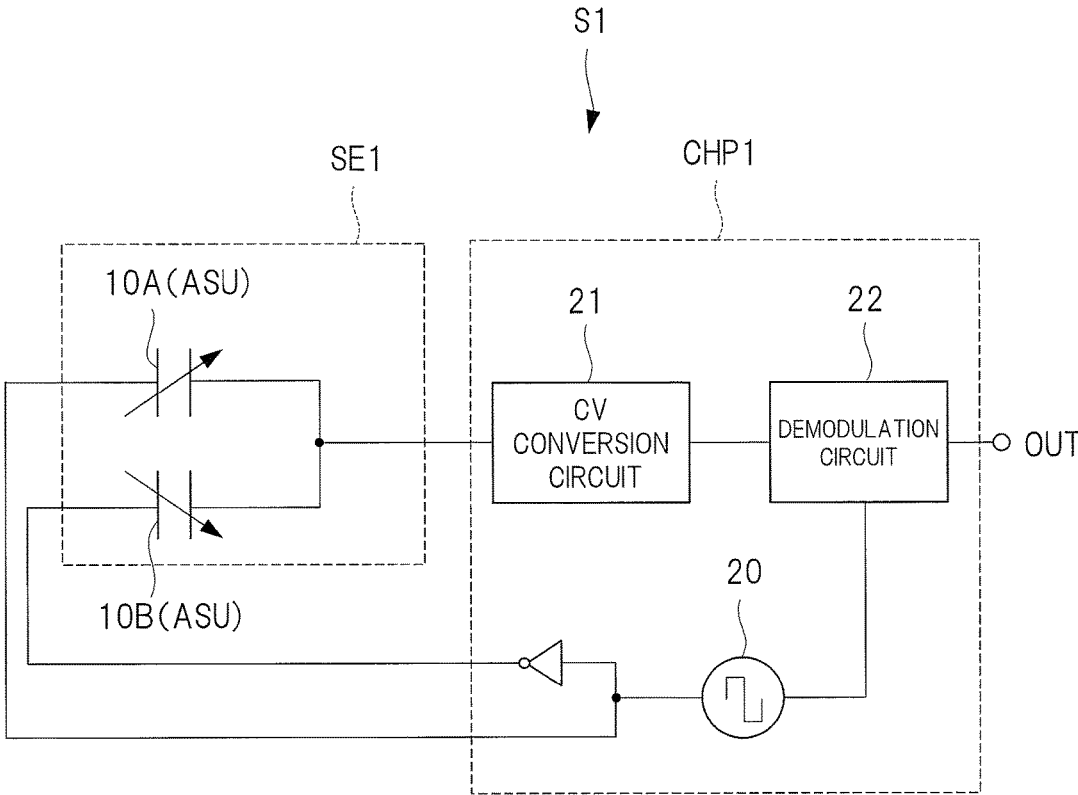 S1
SE1
CHP1
10A(ASU)
21
22
CV
CONVERSION
CIRCUIT
DEMODULATION
CIRCUIT
OUT
10B(ASU)
20